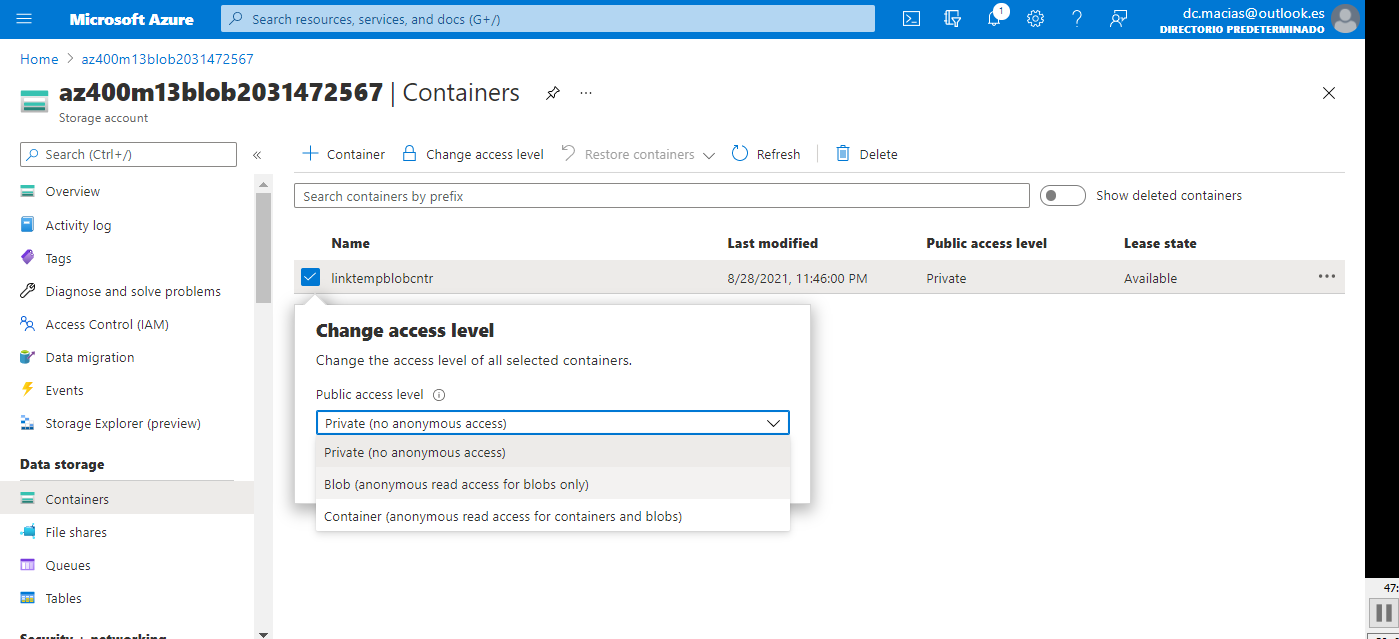 Microsoft Azure
Search resources, services, and docs (G+/)
1
dc.macias@outlook.es
DIRECTORIO PREDETERMINADO
Home > az400m13blob2031472567
az400m13blob2031472567 | Containers
Storage account
Search (Ctrl+/)
«
Overview
Activity log
Tags
Diagnose and solve problems
Access Control (IAM)
Data migration
Events
Storage Explorer (preview)
Data storage
Containers
File shares
Queues
Tables
Security + networking
Container
Change access level
Restore containers
Refresh
Delete
Search containers by prefix
Show deleted containers
Name Last modified Public access level Lease state
linktempblobcntr 8/28/2021, 11:46:00 PM Private Available
Change access level
Change the access level of all selected containers.
Public access level
Private (no anonymous access)
Private (no anonymous access)
Blob (anonymous read access for blobs only)
Container (anonymous read access for containers and blobs)
47: